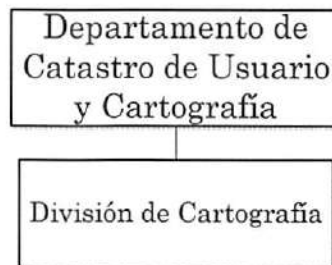 Departamento de
Catastro de Usuario
y Cartografía
División de Cartografía